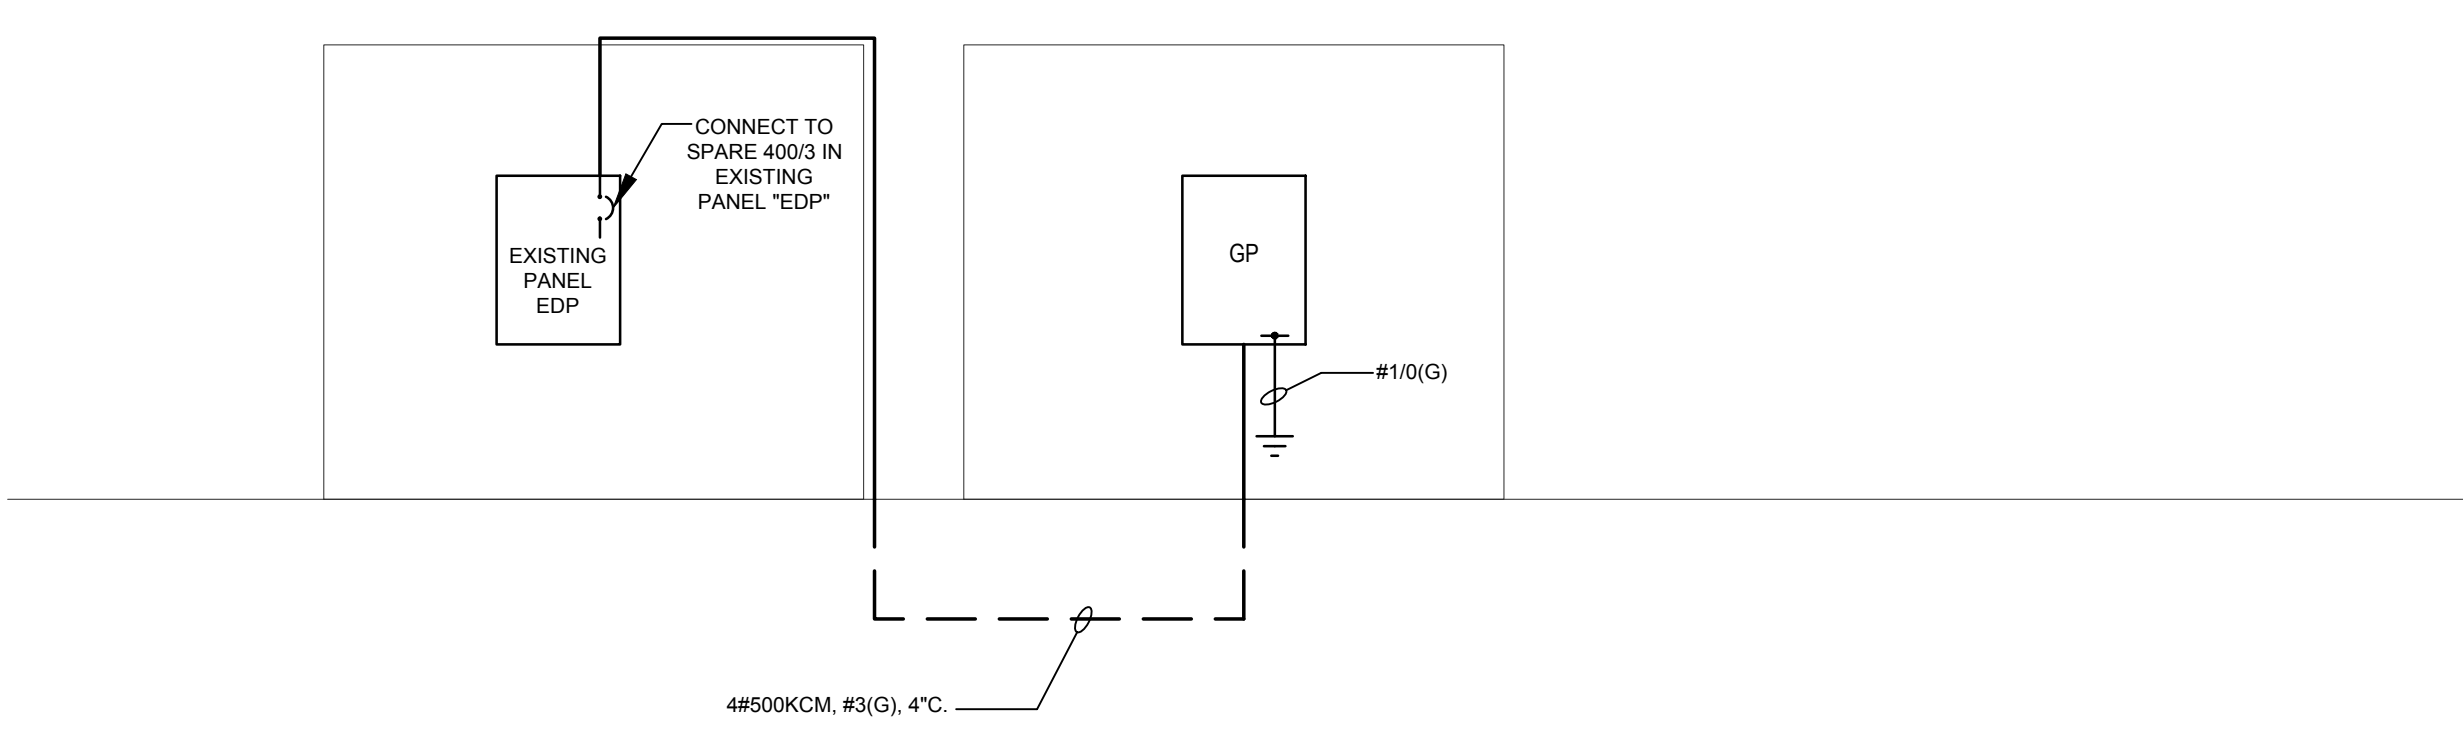 CONNECT TO
SPARE 400/3 IN
EXISTING
PANEL "EDP"
EXISTING
PANEL
EDP
GP
#1/0(G)
4#500KCM, #3(G), 4"C.